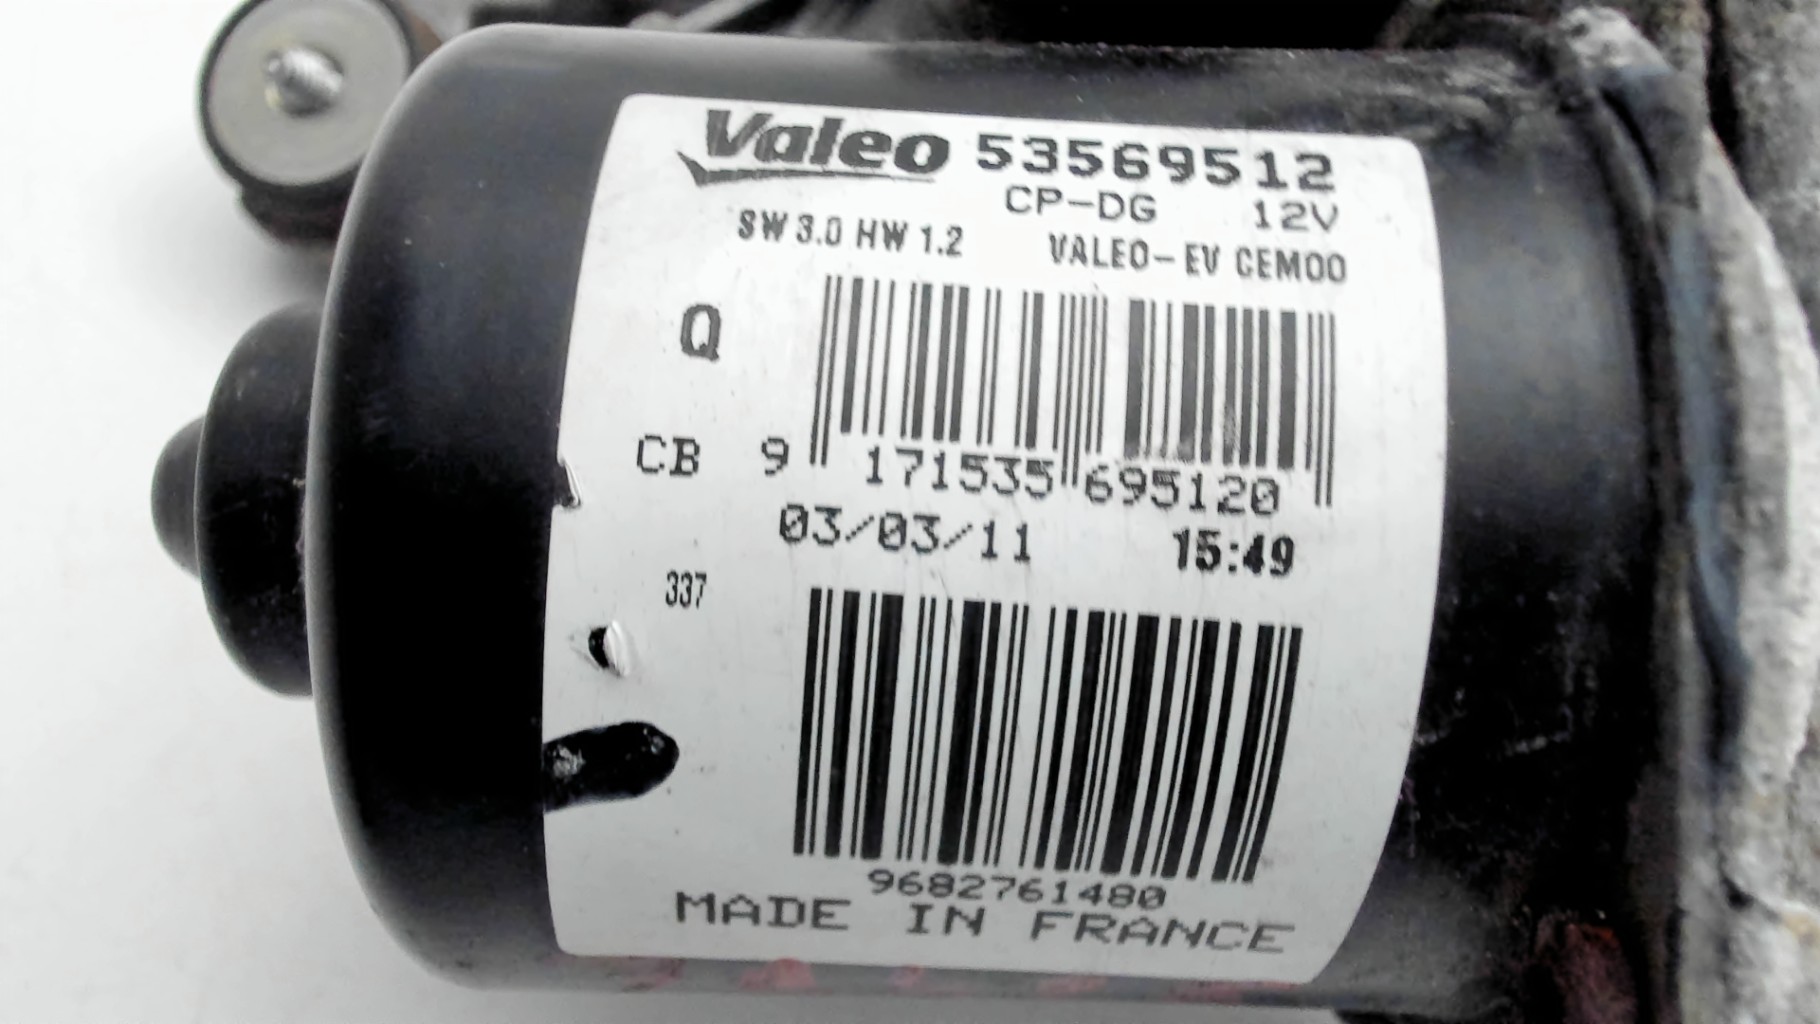 Valeo 53569512
CP-DG 12V
SW 3.0 HW 1.2 VALEO-EV CEM00
Q
CB 9 171535 695120
03/03/11 15:49
337
9682761480
MADE IN FRANCE